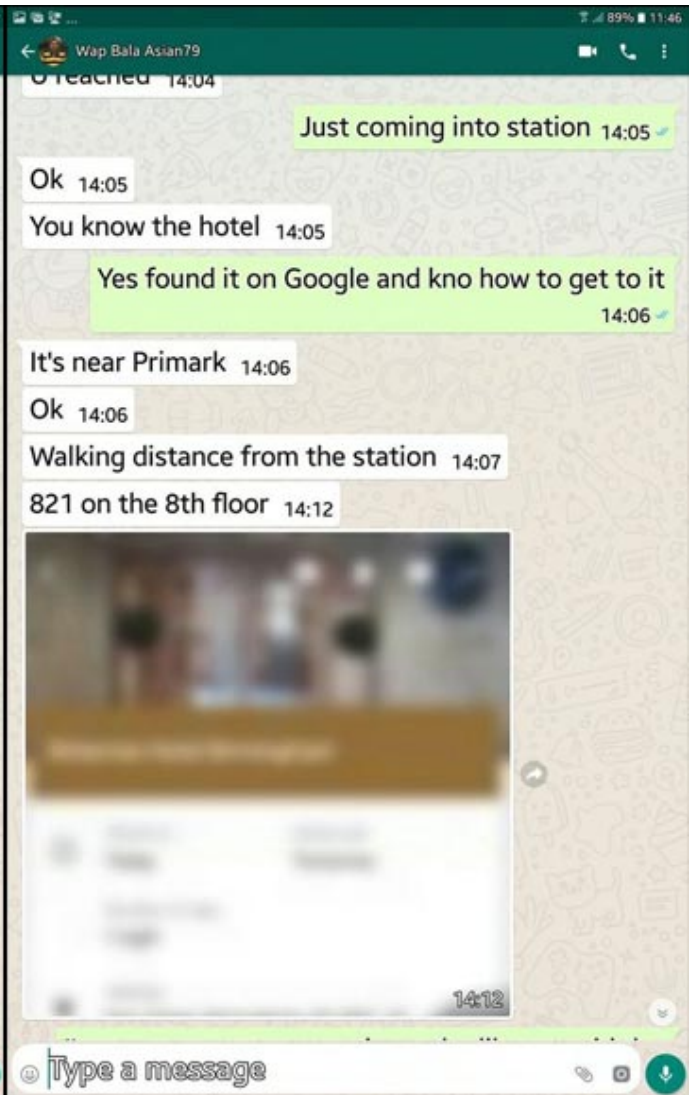 89% 11:46
Wap Bala Asian79
U reached 14:04
Just coming into station 14:05
Ok 14:05
You know the hotel 14:05
Yes found it on Google and kno how to get to it
14:06
It's near Primark 14:06
Ok 14:06
Walking distance from the station 14:07
821 on the 8th floor 14:12
14:12
Type a message